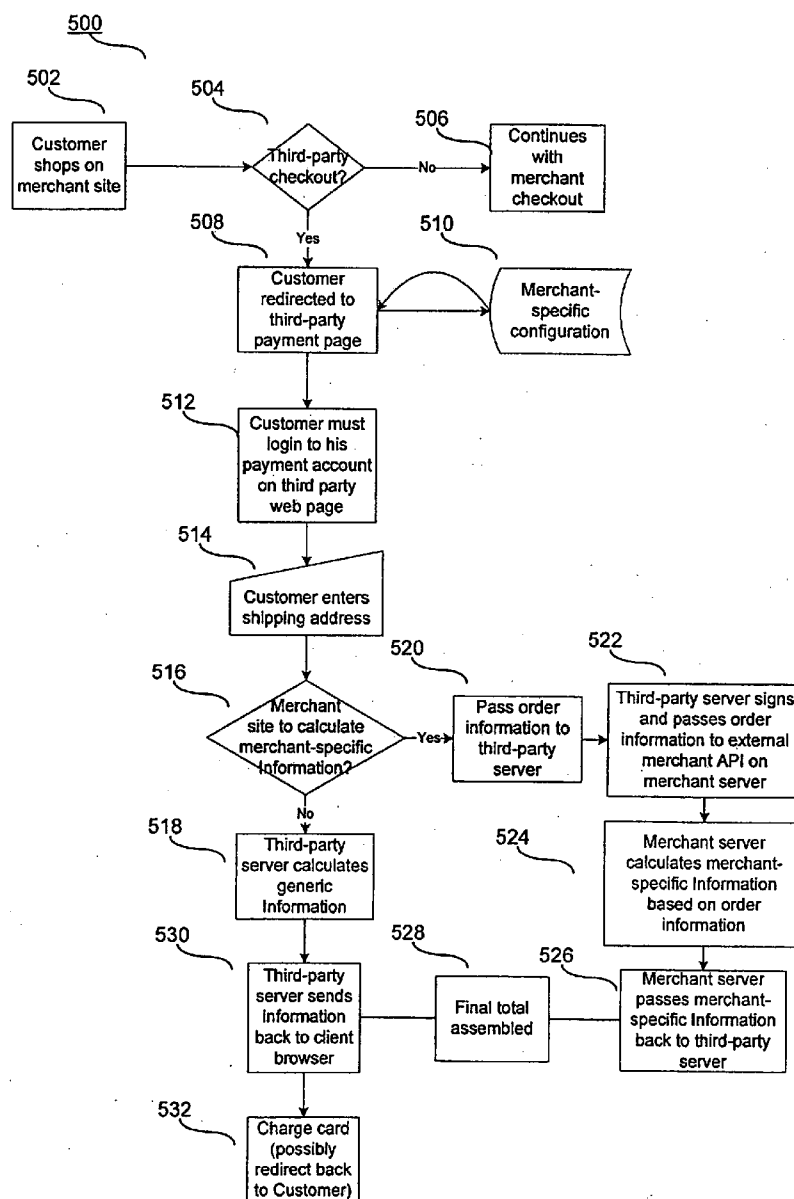 500
502
504
506
Customer
shops on
merchant site
Third-party
checkout?
No
Continues
with
merchant
checkout
Yes
508
510
Customer
redirected to
third-party
payment page
Merchant-
specific
configuration
512
Customer must
login to his
payment account
on third party
web page
514
Customer enters
shipping address
516
Merchant
site to calculate
merchant-specific
Information?
Yes
520
Pass order
information to
third-party
server
522
Third-party server signs
and passes order
information to external
merchant API on
merchant server
No
518
Third-party
server calculates
generic
Information
524
Merchant server
calculates merchant-
specific Information
based on order
information
530
Third-party
server sends
information
back to client
browser
528
Final total
assembled
526
Merchant server
passes merchant-
specific Information
back to third-party
server
532
Charge card
(possibly
redirect back
to Customer)